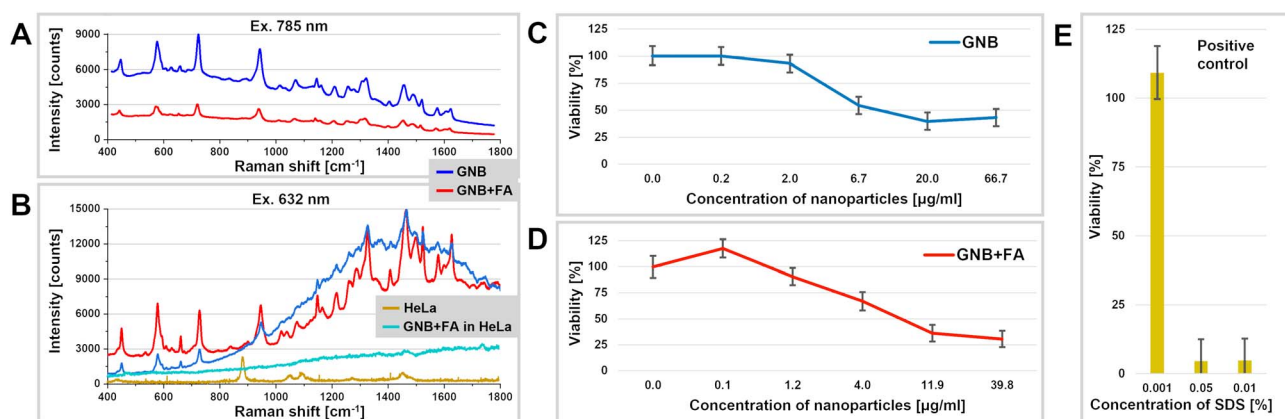 A
Ex. 785 nm
Intensity [counts]
9000
6000
3000
0
400 600 800 1000 1200 1400 1600 1800
Raman shift [cm⁻¹]
GNB
GNB+FA
B
Ex. 632 nm
Intensity [counts]
15000
12000
9000
6000
3000
0
HeLa
GNB+FA in HeLa
400 600 800 1000 1200 1400 1600 1800
Raman shift [cm⁻¹]
C
GNB
Viability [%]
125
100
75
50
25
0
0.0 0.2 2.0 6.7 20.0 66.7
Concentration of nanoparticles [µg/ml]
D
GNB+FA
Viability [%]
125
100
75
50
25
0
0.0 0.1 1.2 4.0 11.9 39.8
Concentration of nanoparticles [µg/ml]
E
Positive
control
Viability [%]
125
100
75
50
25
0
0.001 0.05 0.01
Concentration of SDS [%]